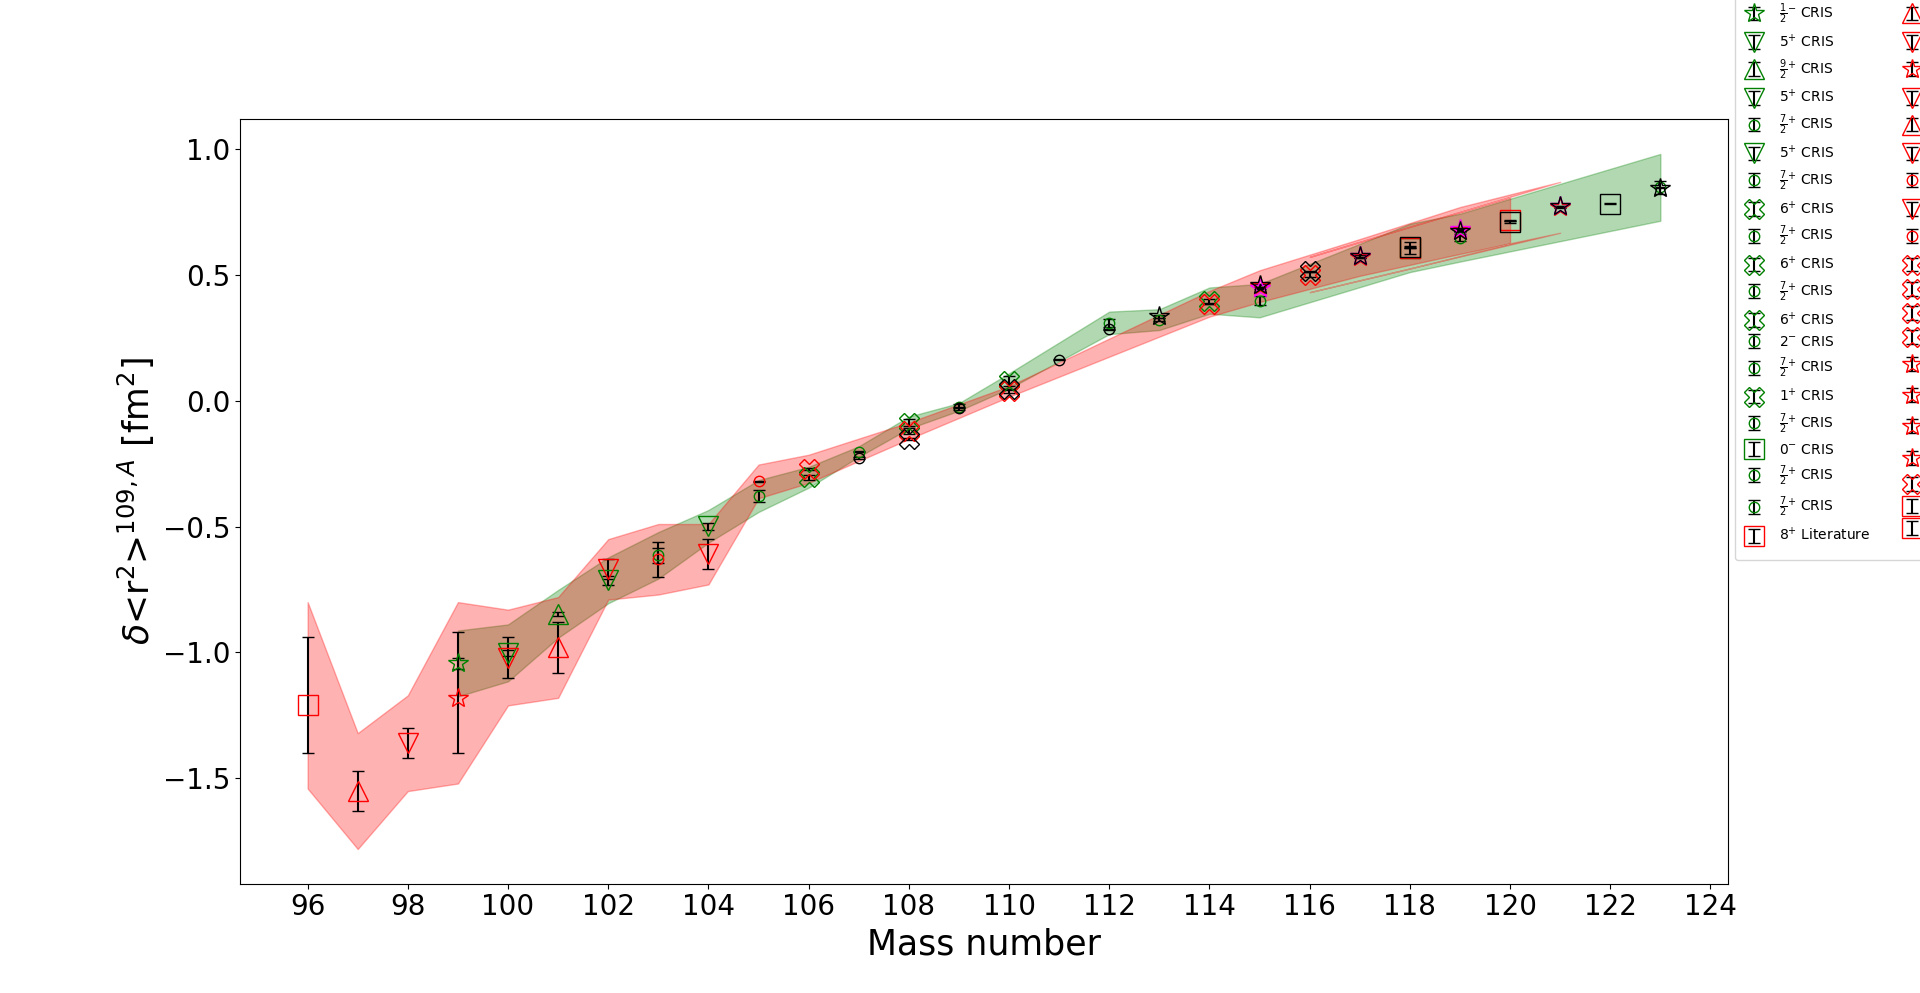 1.0
0.5
0.0
−0.5
−1.0
−1.5
δ<r²>¹⁰⁹,ᴬ [fm²]
96 98 100 102 104 106 108 110 112 114 116 118 120 122 124
Mass number
1/2⁻ CRIS
5⁺ CRIS
9/2⁺ CRIS
5⁺ CRIS
7/2⁺ CRIS
5⁺ CRIS
7/2⁺ CRIS
6⁺ CRIS
7/2⁺ CRIS
6⁺ CRIS
7/2⁺ CRIS
6⁺ CRIS
2⁻ CRIS
7/2⁺ CRIS
1⁺ CRIS
7/2⁺ CRIS
0⁻ CRIS
7/2⁺ CRIS
7/2⁺ CRIS
8⁺ Literature